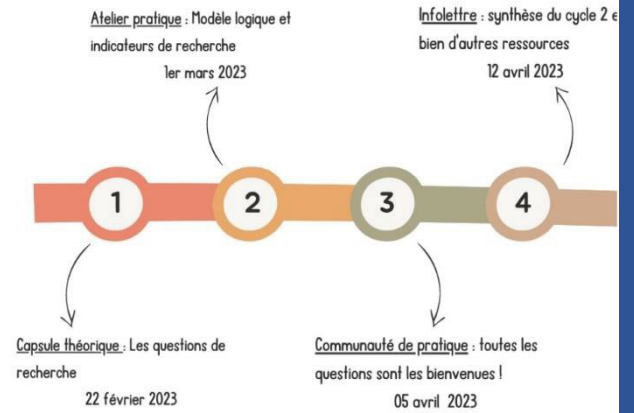 Atelier pratique : Modèle logique et
indicateurs de recherche
1er mars 2023
Infolettre : synthèse du cycle 2
bien d'autres ressources
12 avril 2023
1
2
3
4
Capsule théorique : Les questions de
recherche
22 février 2023
Communauté de pratique : toutes les
questions sont les bienvenues !
05 avril 2023